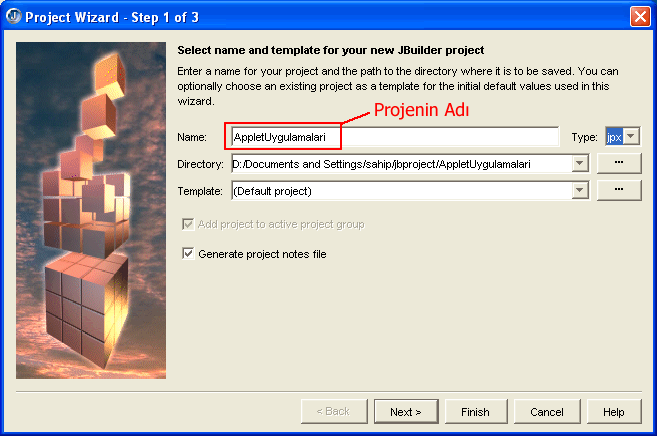 Project Wizard - Step 1 of 3
Select name and template for your new JBuilder project
Enter a name for your project and the path to the directory where it is to be saved. You can
optionally choose an existing project as a template for the initial default values used in this
wizard.
Projenin Adı
Name: AppletUygulamalari Type: jpx
Directory: D:/Documents and Settings/sahip/jbproject/AppletUygulamalari ...
Template: (Default project) ...
Add project to active project group
Generate project notes file
< Back Next > Finish Cancel Help